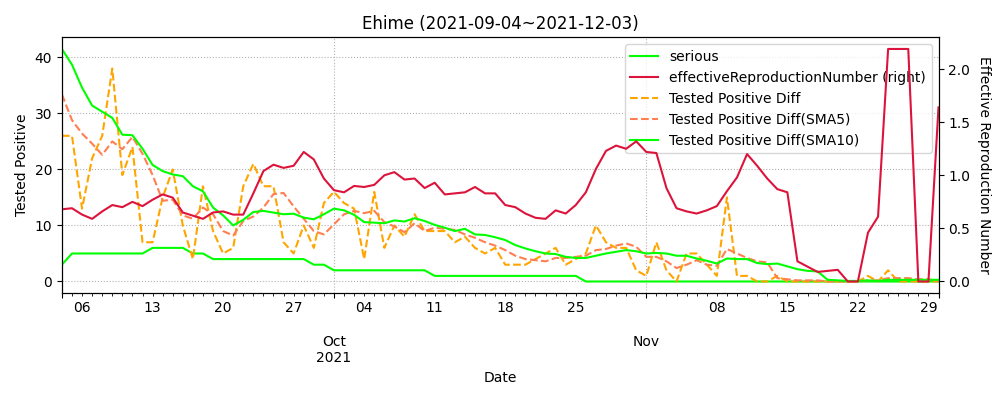 Ehime (2021-09-04~2021-12-03)
Tested Positive
40
30
20
10
0
serious
effectiveReproductionNumber (right)
Tested Positive Diff
Tested Positive Diff(SMA5)
Tested Positive Diff(SMA10)
2.0
1.5
1.0
0.5
0.0
Effective Reproduction Number
06 13 20 27 04 11 18 25 08 15 22 29
Oct Nov
2021
Date